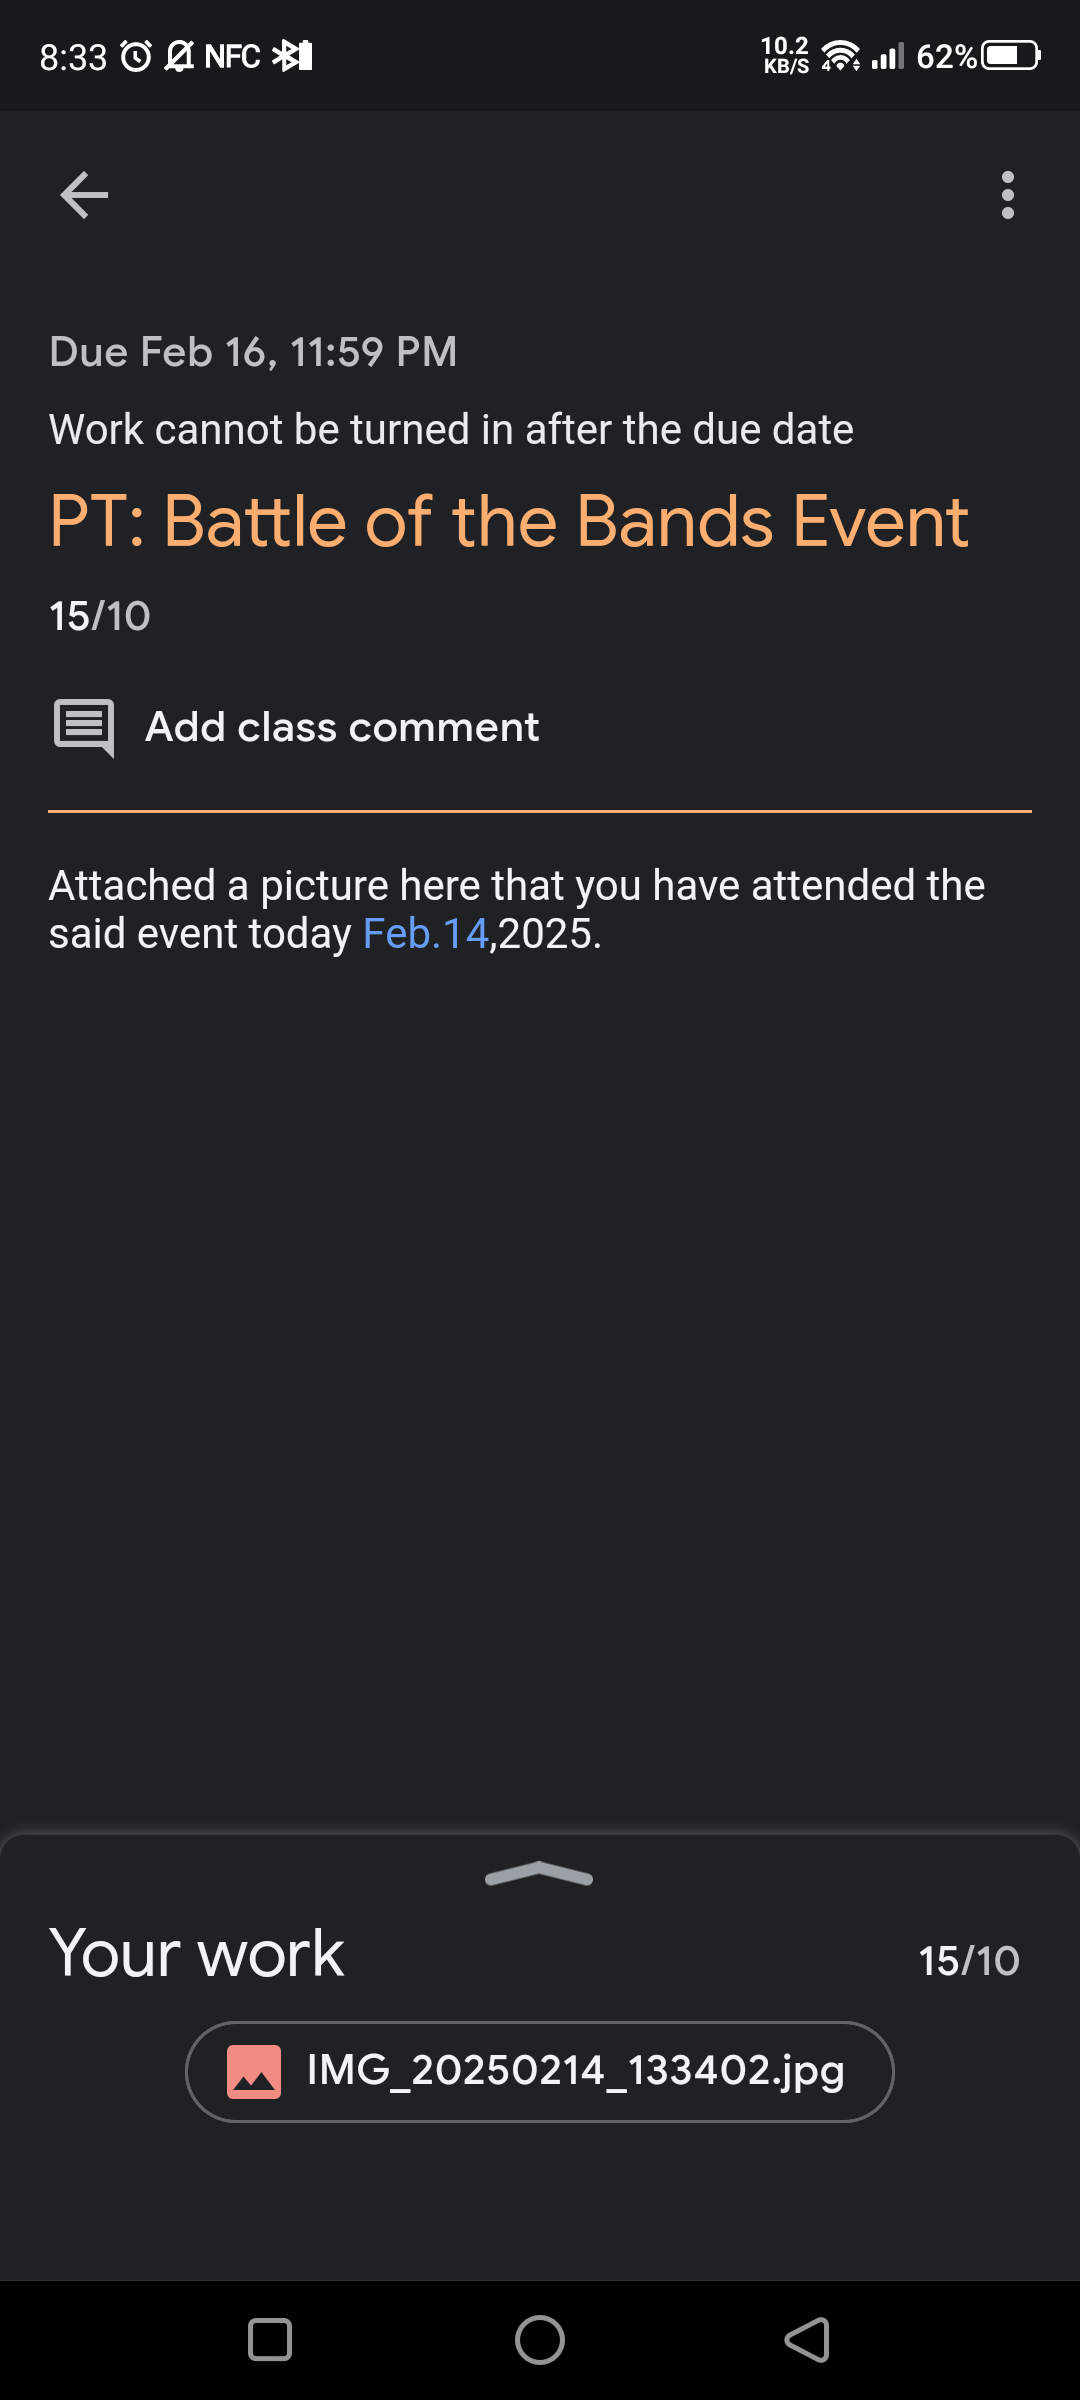 8:33 NFC 10.2 KB/S 4 62%
Due Feb 16, 11:59 PM
Work cannot be turned in after the due date
PT: Battle of the Bands Event
15/10
Add class comment
Attached a picture here that you have attended the
said event today Feb.14,2025.
Your work 15/10
IMG_20250214_133402.jpg